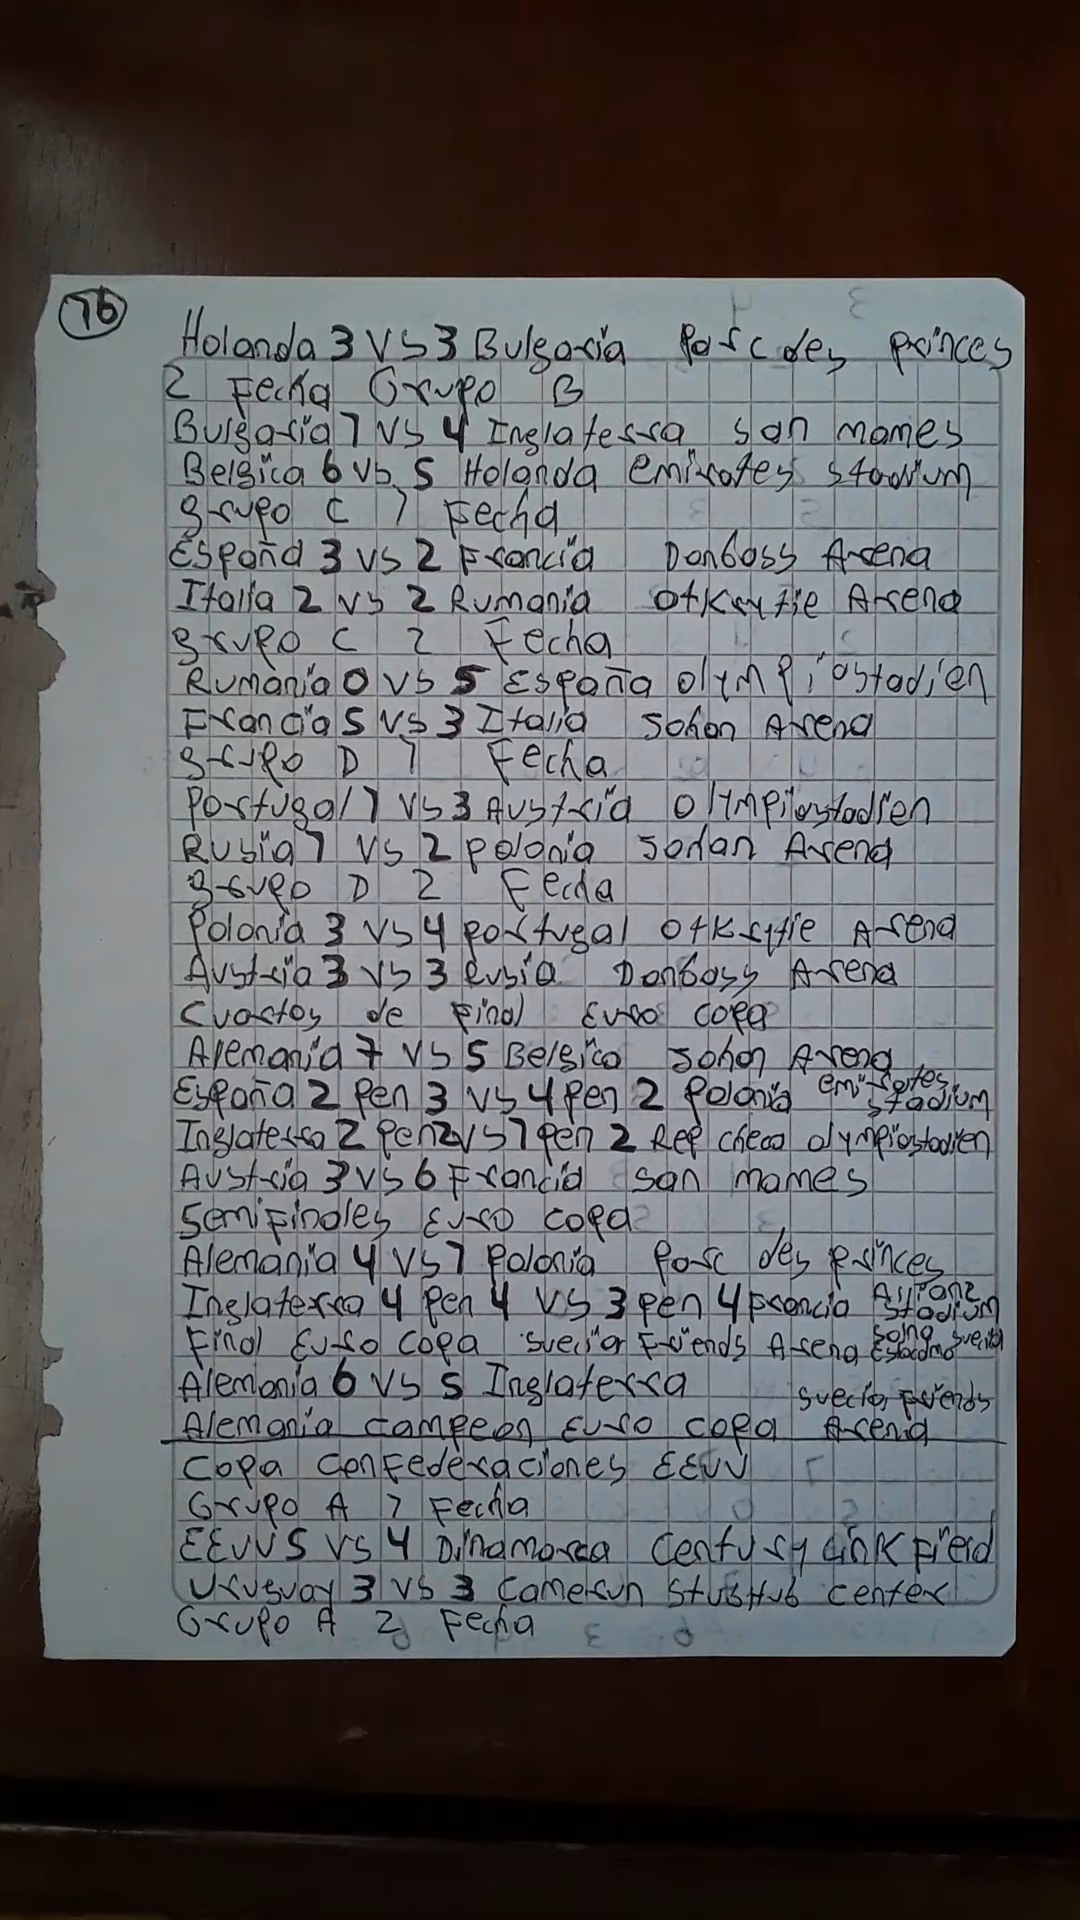 76
Holanda 3 VS 3 Bulgaria Parc des princes
2 Fecha Grupo B
Bulgaria 1 VS 4 Inglaterra san mames
Belgica 6 vs 5 Holanda emirates stadium
grupo C 1 Fecha
España 3 vs 2 Francia Donbass Arena
Italia 2 vs 2 Rumania otkrytie Arena
grupo C 2 Fecha
Rumania 0 vs 5 España olympiastadien
Francia 5 vs 3 Italia Arena
grupo D 1 Fecha
Portugal 1 vs 3 Austria olympiastadien
Rusia 1 vs 2 polonia Arena
grupo D 2 Fecha
Polonia 3 vs 4 portugal otkrytie Arena
Austria 3 vs 3 Rusia Donbass Arena
Cuartos de Final Euro copa
Alemania 7 vs 5 Belgica Arena
España 2 pen 3 vs 4 pen 2 Polonia emirates stadium
Inglaterra 2 pen 2 vs 1 pen 2 Rep checa olympiastadien
Austria 3 vs 6 Francia san mames
Semifinales Euro copa
Alemania 4 vs 1 Polonia Parc des princes
Inglaterra 4 pen 4 vs 3 pen 4 Francia Allianz stadium
Final Euro copa suecia Friends Arena suecia
Alemania 6 vs 5 Inglaterra suecia Friends
Alemania campeon Euro copa Arena
Copa Confederaciones EEUU
Grupo A 1 Fecha
EEUU 5 vs 4 Dinamarca Century Link Field
Uruguay 3 vs 3 Camerun StubHub center
Grupo A 2 Fecha